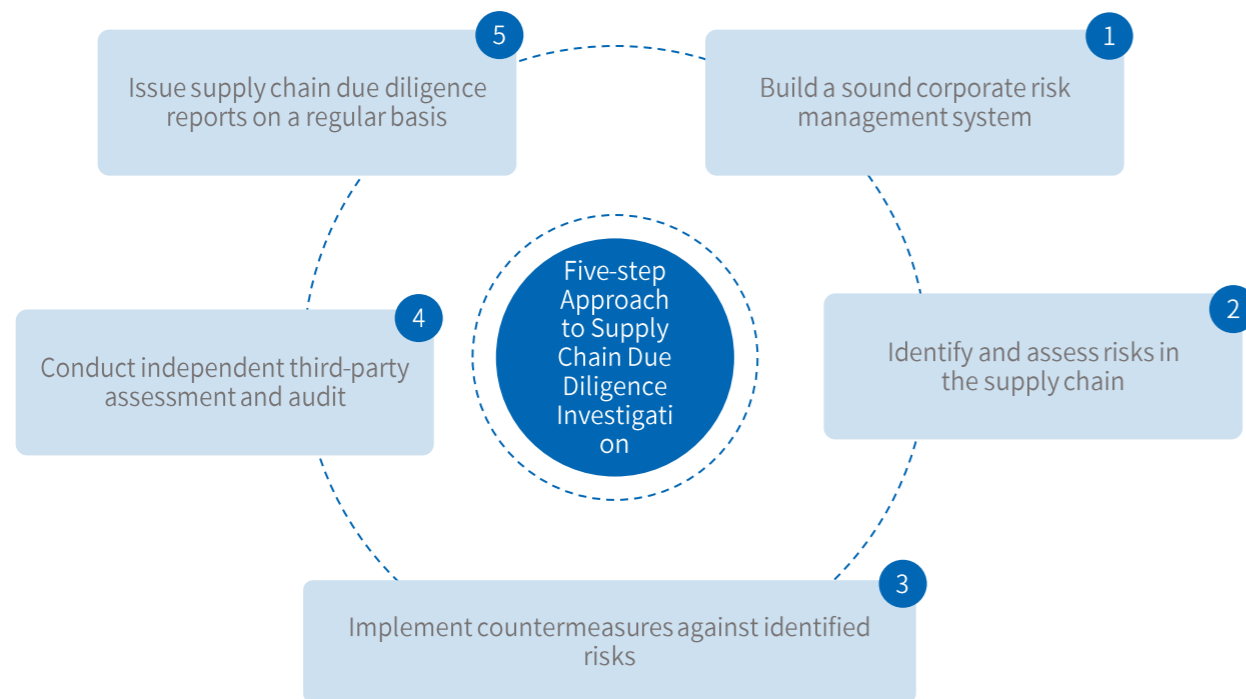 5
Issue supply chain due diligence
reports on a regular basis
1
Build a sound corporate risk
management system
Five-step
Approach
to Supply
Chain Due
Diligence
Investigati
on
4
Conduct independent third-party
assessment and audit
2
Identify and assess risks in
the supply chain
3
Implement countermeasures against identified
risks